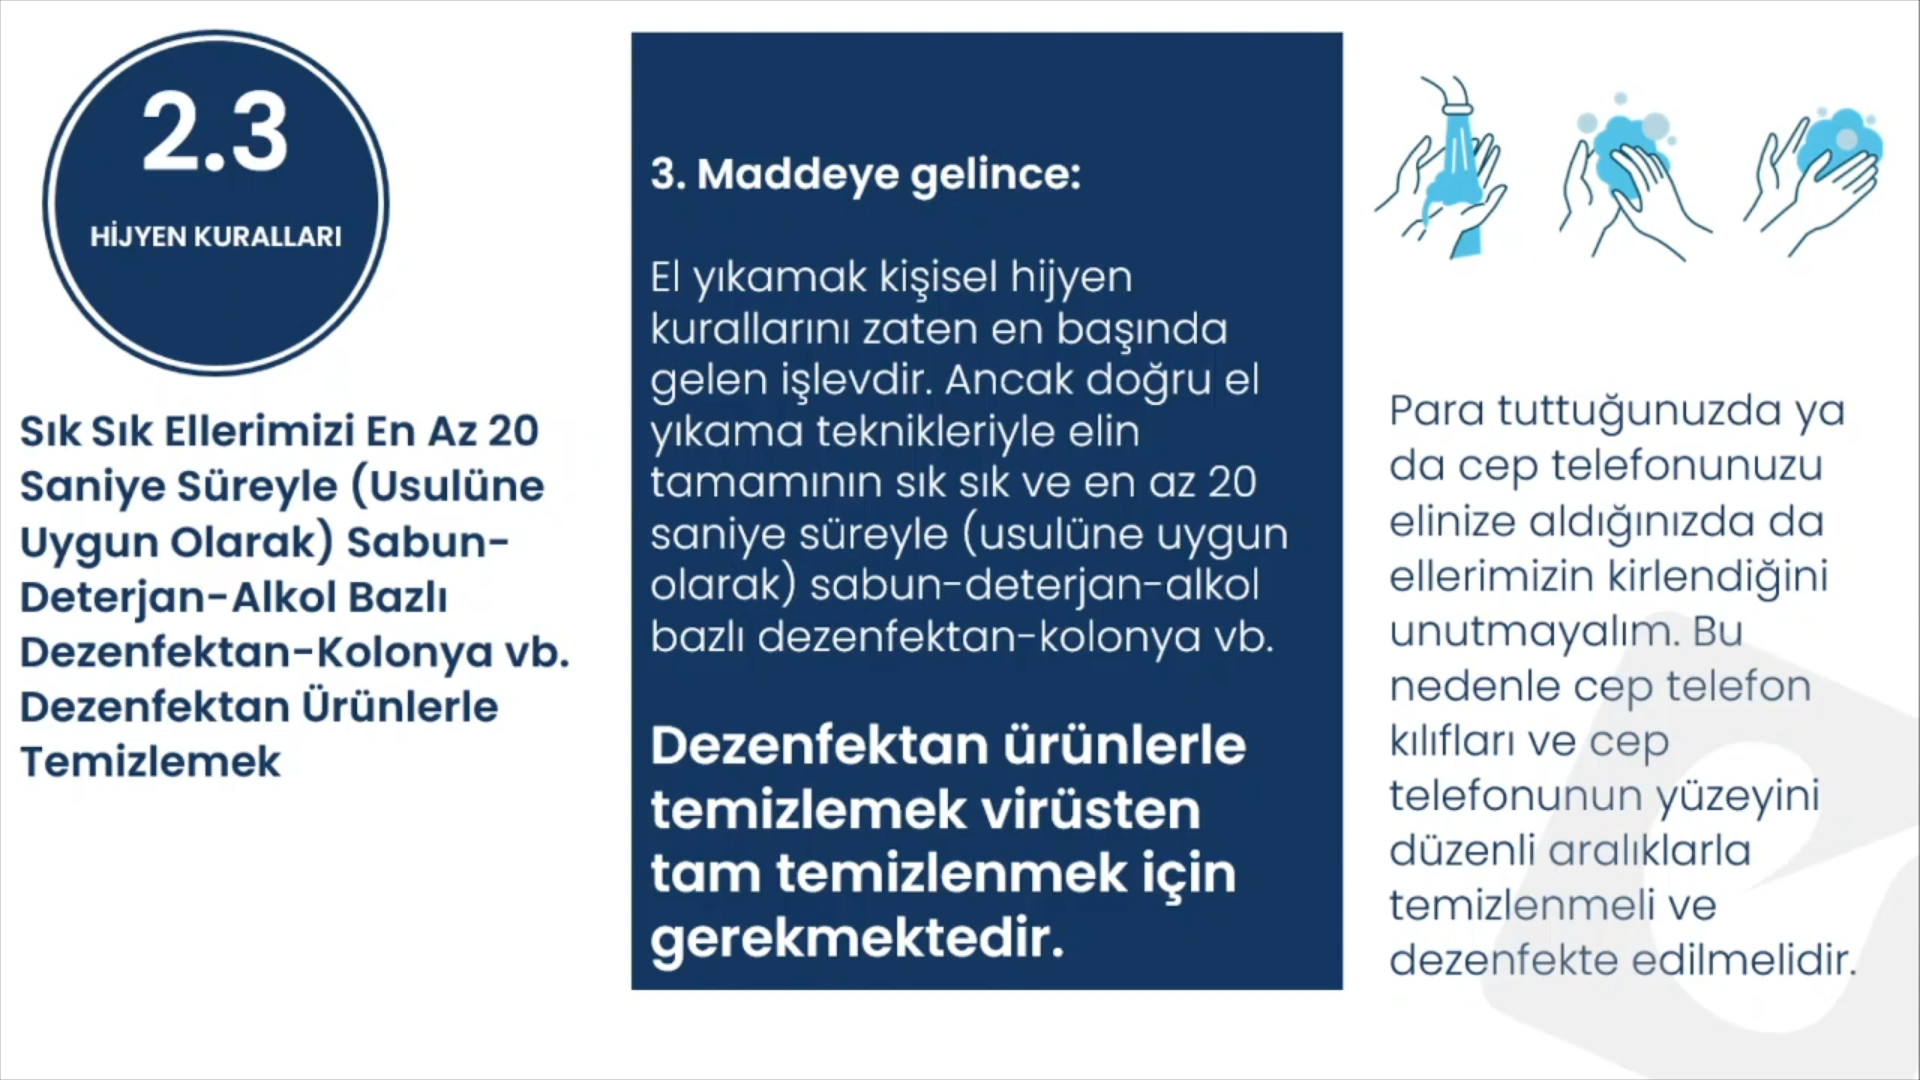 2.3
HİJYEN KURALLARI
Sık Sık Ellerimizi En Az 20
Saniye Süreyle (Usulüne
Uygun Olarak) Sabun-
Deterjan-Alkol Bazlı
Dezenfektan-Kolonya vb.
Dezenfektan Ürünlerle
Temizlemek
3. Maddeye gelince:
El yıkamak kişisel hijyen
kurallarını zaten en başında
gelen işlevdir. Ancak doğru el
yıkama teknikleriyle elin
tamamının sık sık ve en az 20
saniye süreyle (usulüne uygun
olarak) sabun-deterjan-alkol
bazlı dezenfektan-kolonya vb.
Dezenfektan ürünlerle
temizlemek virüsten
tam temizlenmek için
gerekmektedir.
Para tuttuğunuzda ya
da cep telefonunuzu
elinize aldığınızda da
ellerimizin kirlendiğini
unutmayalım. Bu
nedenle cep telefon
kılıfları ve cep
telefonunun yüzeyini
düzenli aralıklarla
temizlenmeli ve
dezenfekte edilmelidir.